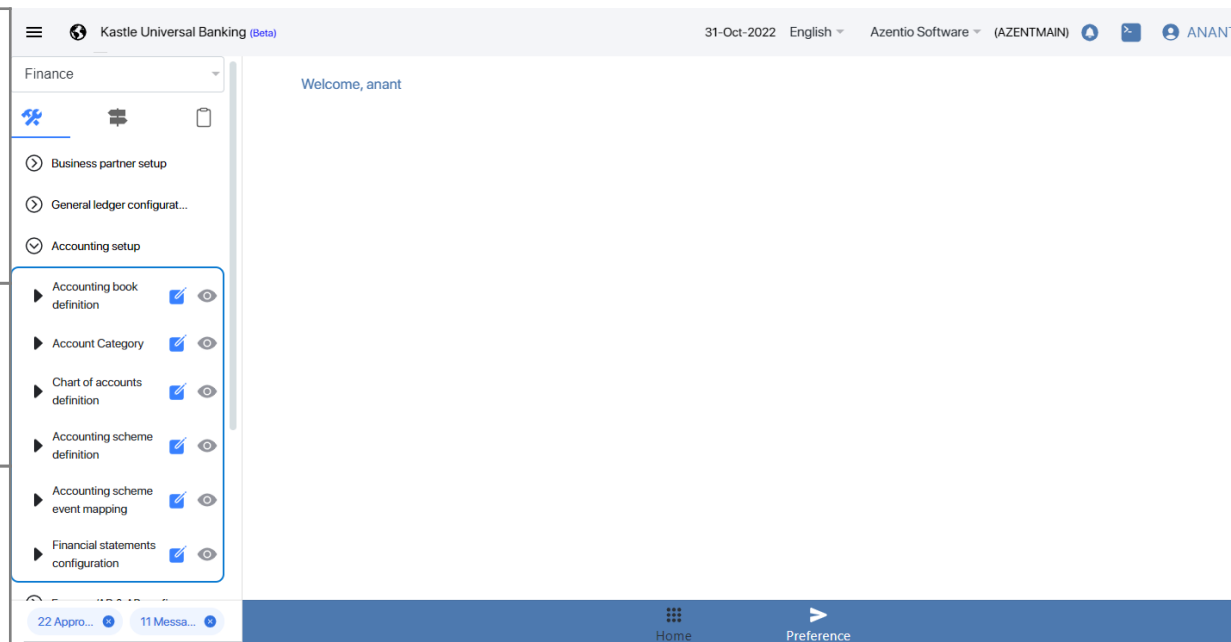 Kastle Universal Banking (Beta)
31-Oct-2022 English Azentio Software (AZENTMAIN) ANANT
Finance
Welcome, anant
Business partner setup
General ledger configurat...
Accounting setup
Accounting book
definition
Account Category
Chart of accounts
definition
Accounting scheme
definition
Accounting scheme
event mapping
Financial statements
configuration
22 Appro... 11 Messa...
Home Preference